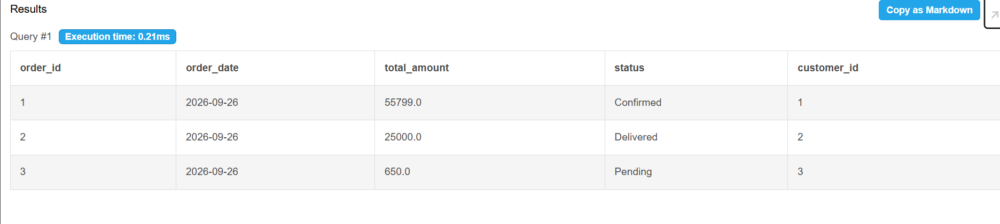 Results
Copy as Markdown
Query #1 Execution time: 0.21ms
order_id order_date total_amount status customer_id
1 2026-09-26 55799.0 Confirmed 1
2 2026-09-26 25000.0 Delivered 2
3 2026-09-26 650.0 Pending 3